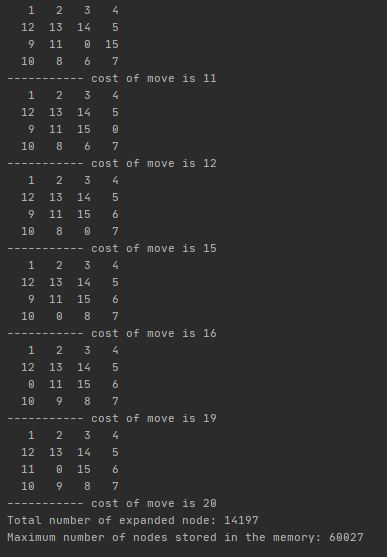 1 2 3 4
12 13 14 5
9 11 0 15
10 8 6 7
----------- cost of move is 11
1 2 3 4
12 13 14 5
9 11 15 0
10 8 6 7
----------- cost of move is 12
1 2 3 4
12 13 14 5
9 11 15 6
10 8 0 7
----------- cost of move is 15
1 2 3 4
12 13 14 5
9 11 15 6
10 0 8 7
----------- cost of move is 16
1 2 3 4
12 13 14 5
0 11 15 6
10 9 8 7
----------- cost of move is 19
1 2 3 4
12 13 14 5
11 0 15 6
10 9 8 7
----------- cost of move is 20
Total number of expanded node: 14197
Maximum number of nodes stored in the memory: 60027